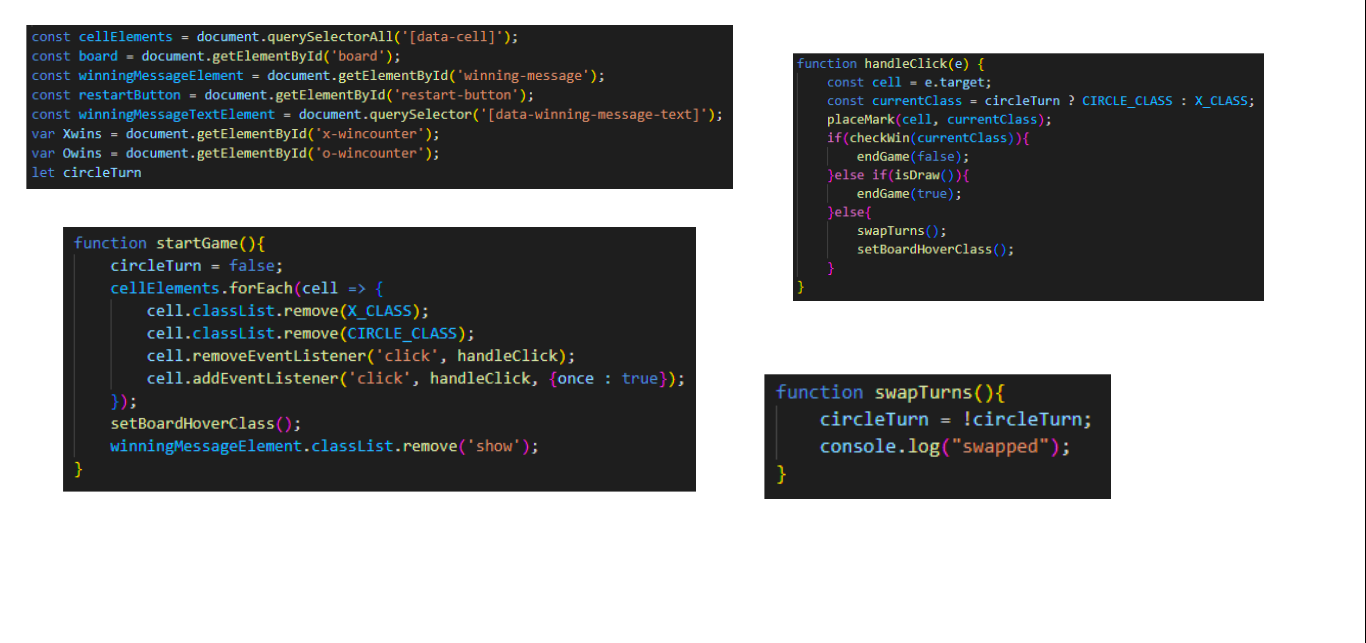 const cellElements = document.querySelectorAll('[data-cell]');
const board = document.getElementById('board');
const winningMessageElement = document.getElementById('winning-message');
const restartButton = document.getElementById('restart-button');
const winningMessageTextElement = document.querySelector('[data-winning-message-text]');
var Xwins = document.getElementById('x-wincounter');
var Owins = document.getElementById('o-wincounter');
let circleTurn
function startGame(){
    circleTurn = false;
    cellElements.forEach(cell => {
        cell.classList.remove(X_CLASS);
        cell.classList.remove(CIRCLE_CLASS);
        cell.removeEventListener('click', handleClick);
        cell.addEventListener('click', handleClick, {once : true});
    });
    setBoardHoverClass();
    winningMessageElement.classList.remove('show');
}
function handleClick(e) {
    const cell = e.target;
    const currentClass = circleTurn ? CIRCLE_CLASS : X_CLASS;
    placeMark(cell, currentClass);
    if(checkWin(currentClass)){
        endGame(false);
    }else if(isDraw()){
        endGame(true);
    }else{
        swapTurns();
        setBoardHoverClass();
    }
}
function swapTurns(){
    circleTurn = !circleTurn;
    console.log("swapped");
}